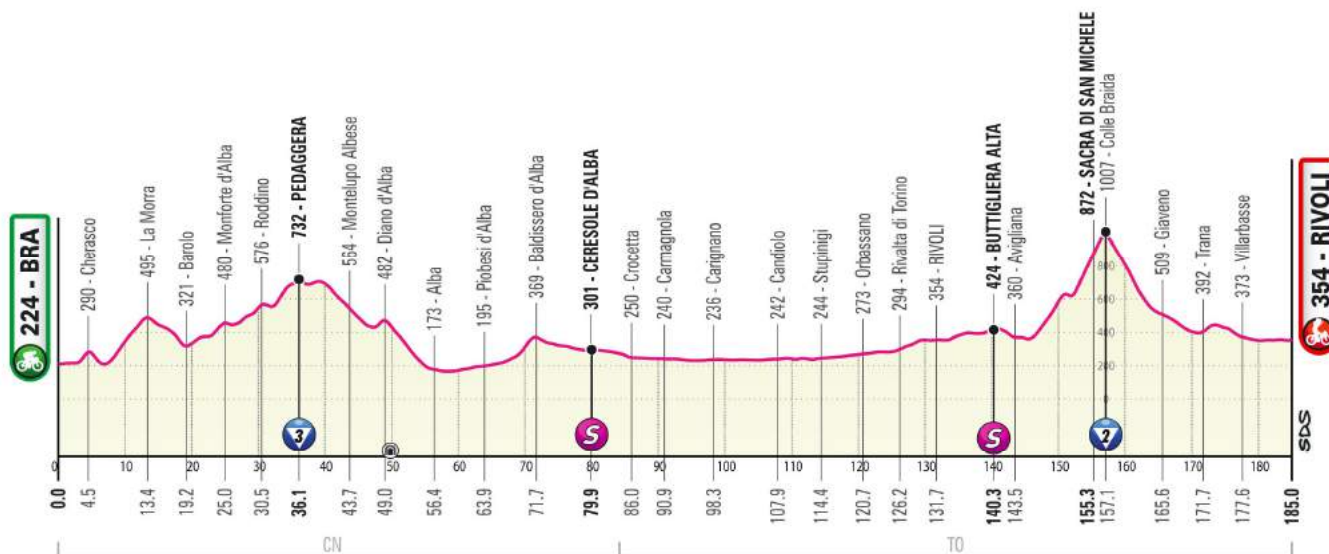 224 - BRA
290 - Cherasco
495 - La Morra
321 - Barolo
480 - Monforte d'Alba
576 - Roddino
732 - PEDAGGERA
564 - Montelupo Albese
482 - Diano d'Alba
173 - Alba
195 - Piobesi d'Alba
369 - Baldissero d'Alba
301 - CERESOLE D'ALBA
250 - Crocetta
240 - Carmagnola
236 - Carignano
242 - Candiolo
244 - Stupinigi
273 - Orbassano
294 - Rivalta di Torino
354 - RIVOLI
424 - BUTTIGLIERA ALTA
360 - Avigliana
872 - SACRA DI SAN MICHELE
1007 - Colle Braida
509 - Giaveno
392 - Trana
373 - Villarbasse
354 - RIVOLI
800
600
400
200
0
3
S
S
2
SDS
0 10 20 30 40 50 60 70 80 90 100 110 120 130 140 150 160 170 180
0.0 4.5 13.4 19.2 25.0 30.5 36.1 43.7 49.0 56.4 63.9 71.7 79.9 86.0 90.9 98.3 107.9 114.4 120.7 126.2 131.7 140.3 143.5 155.3 157.1 165.6 171.7 177.6 185.0
CN TO